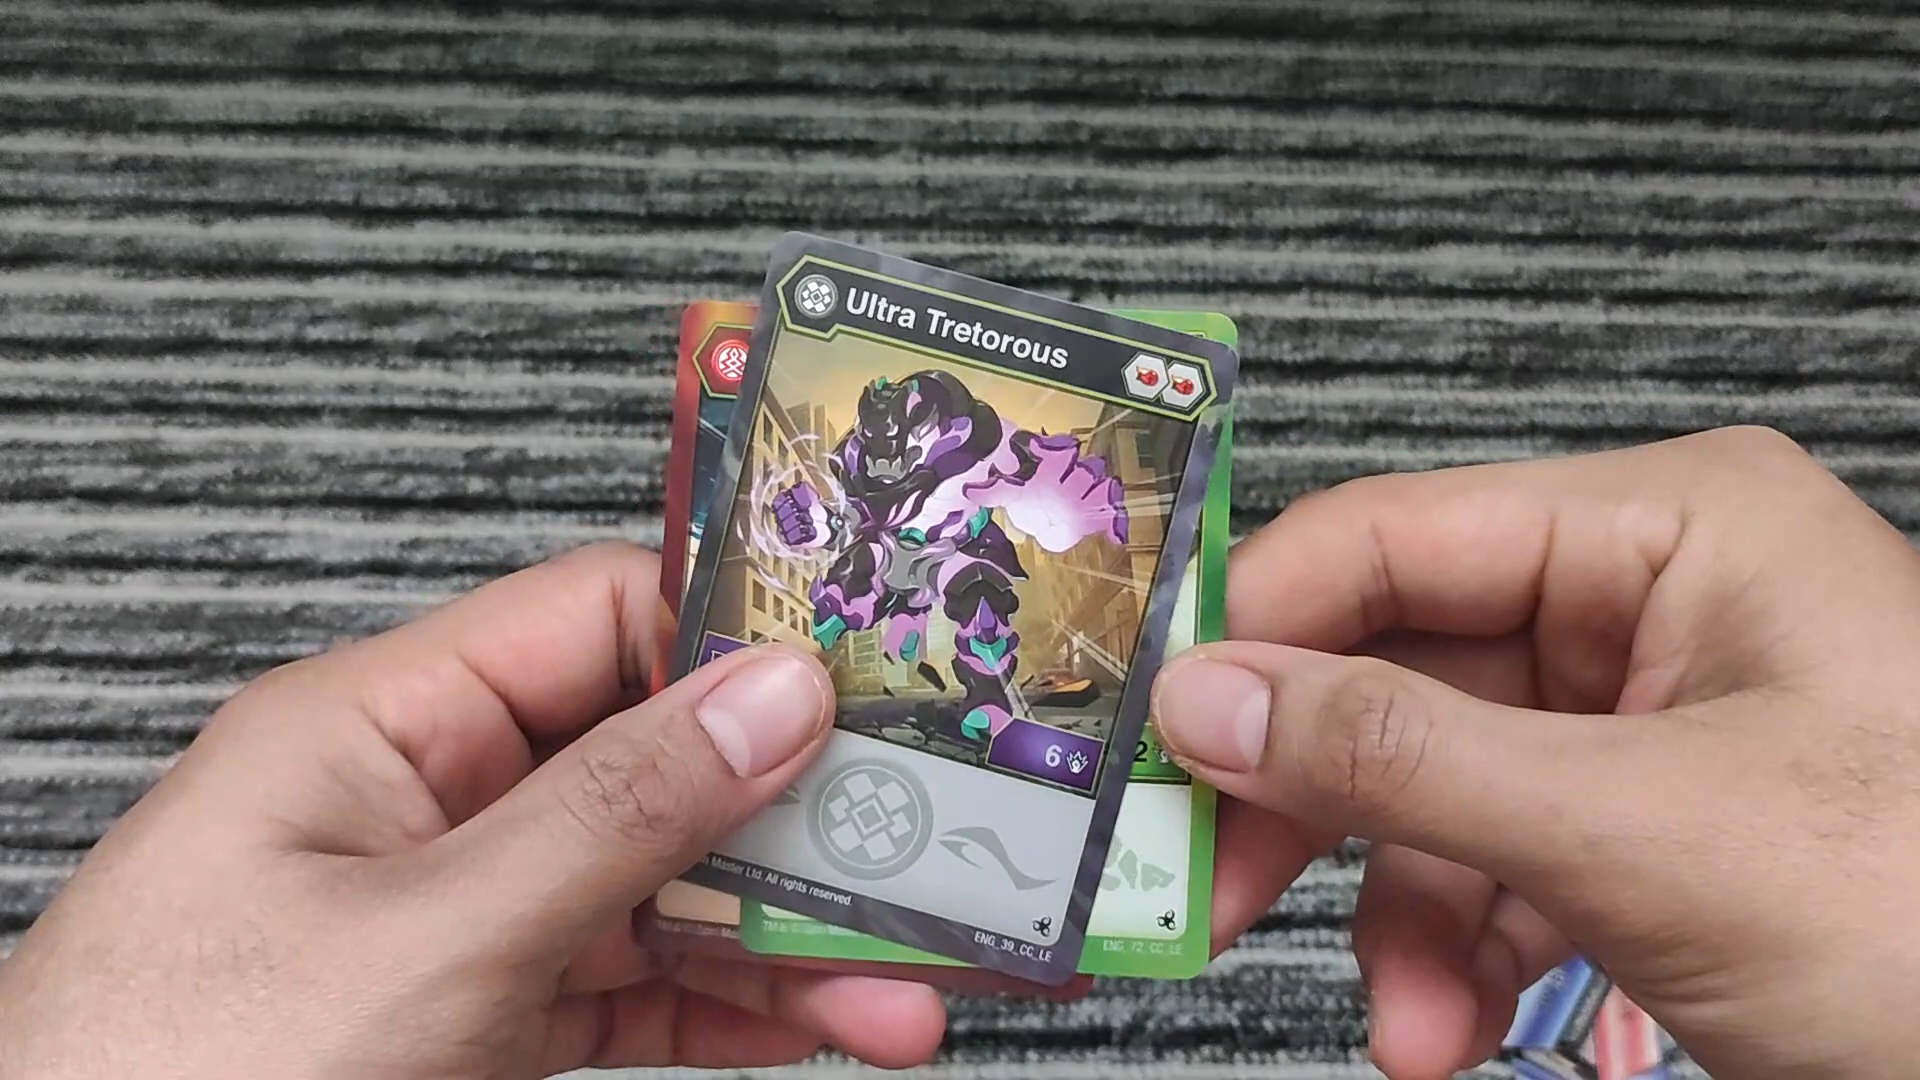 Ultra Tretorous
6
2
Master Ltd. All rights reserved.
ENG_39_CC_LE
ENG_72_CC_LE